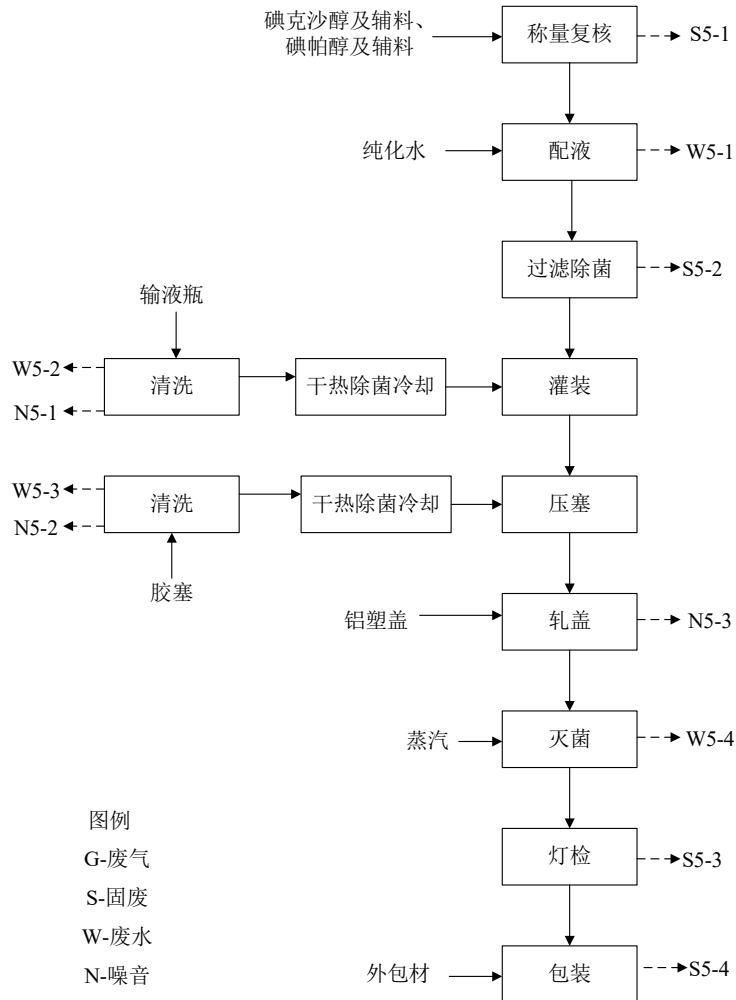 碘克沙醇及辅料、
碘帕醇及辅料
称量复核
S5-1
纯化水
配液
W5-1
过滤除菌
S5-2
输液瓶
W5-2
N5-1
清洗
干热除菌冷却
灌装
W5-3
N5-2
清洗
干热除菌冷却
压塞
胶塞
铝塑盖
轧盖
N5-3
蒸汽
灭菌
W5-4
图例
G-废气
S-固废
W-废水
N-噪音
灯检
S5-3
外包材
包装
S5-4